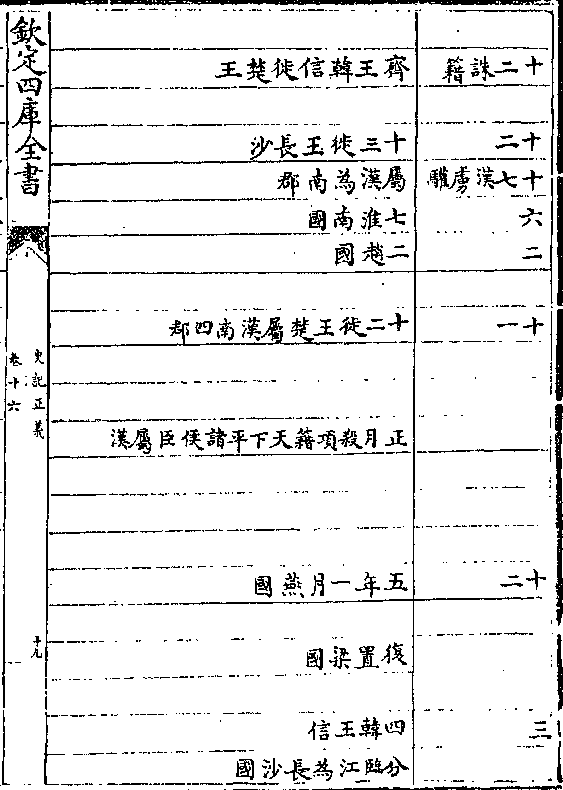 十二誅籍
十二
十七漢虜驩
六
二
十一
十二
三
齊王韓信徙楚王
十三徙王長沙
屬漢為南郡
七淮南國
二趙國
十二徙王楚屬漢南四郡
正月殺項籍天下平諸侯臣屬漢
五年一月燕國
復置梁國
四韓王信
分臨江為長沙國
欽定四庫全書
史記正義
卷十六
十九